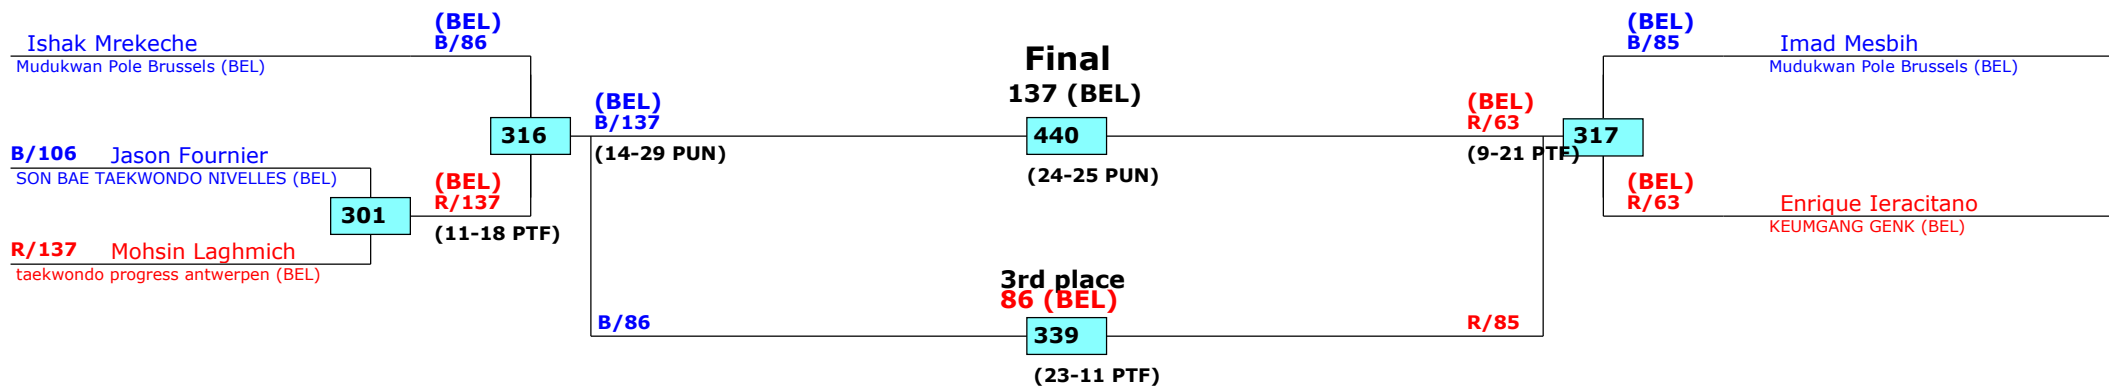 (BEL)
B/86
Ishak Mrekeche
Mudukwan Pole Brussels (BEL)
B/106 Jason Fournier
SON BAE TAEKWONDO NIVELLES (BEL)
301
R/137 Mohsin Laghmich
taekwondo progress antwerpen (BEL)
(BEL)
R/137
(11-18 PTF)
316
(BEL)
B/137
(14-29 PUN)
B/86
Final
137 (BEL)
440
(24-25 PUN)
3rd place
86 (BEL)
339
(23-11 PTF)
(BEL)
R/63
(9-21 PTF)
R/85
317
(BEL)
B/85
Imad Mesbih
Mudukwan Pole Brussels (BEL)
(BEL)
R/63
Enrique Ieracitano
KEUMGANG GENK (BEL)